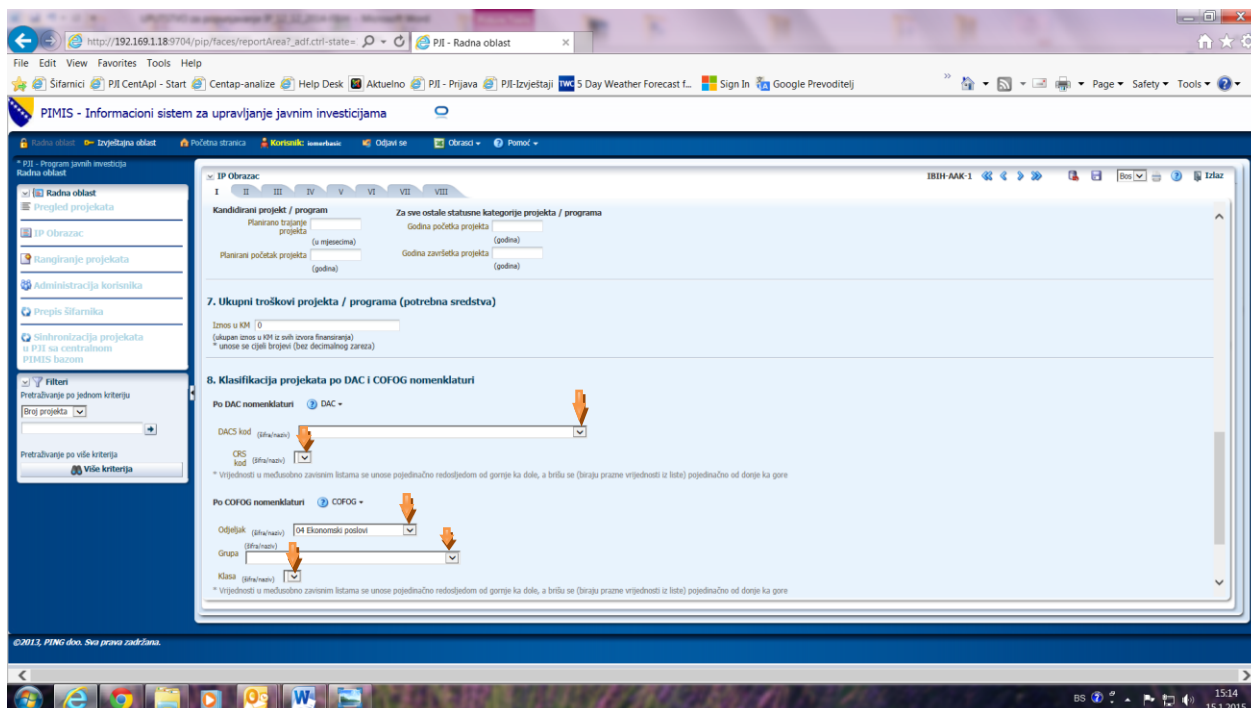 http://192.169.1.18:9704/pip/faces/reportArea?_adf.ctrl-state=
PJI - Radna oblast
File Edit View Favorites Tools Help
Šifarnici PJI CentApl - Start Centap-analize Help Desk Aktuelno PJI - Prijava PJI-Izvještaji TWC 5 Day Weather Forecast f... Sign In Google Prevoditelj Page Safety Tools
PIMIS - Informacioni sistem za upravljanje javnim investicijama
Radna oblast Izvještajna oblast Početna stranica Korisnik: iomerbasic Odjavi se Obrasci Pomoć
* PJI - Program javnih investicija
Radna oblast
Radna oblast
Pregled projekata
IP Obrazac
Rangiranje projekata
Administracija korisnika
Prepis šifarnika
Sinhronizacija projekata
u PJI sa centralnom
PIMIS bazom
Filteri
Pretraživanje po jednom kriteriju
Broj projekta
Pretraživanje po više kriterija
Više kriterija
IP Obrazac
IBIH-AAK-1 Bos Izlaz
I II III IV V VI VII VIII
Kandidirani projekt / program
Planirano trajanje
projekta
(u mjesecima)
Planirani početak projekta
(godina)
Za sve ostale statusne kategorije projekta / programa
Godina početka projekta
(godina)
Godina završetka projekta
(godina)
7. Ukupni troškovi projekta / programa (potrebna sredstva)
Iznos u KM 0
(ukupan iznos u KM iz svih izvora finansiranja)
* unose se cijeli brojevi (bez decimalnog zareza)
8. Klasifikacija projekata po DAC i COFOG nomenklaturi
Po DAC nomenklaturi DAC
DAC5 kod (šifra/naziv)
CRS
kod (šifra/naziv)
* Vrijednosti u međusobno zavisnim listama se unose pojedinačno redosljedom od gornje ka dole, a brišu se (biraju prazne vrijednosti iz liste) pojedinačno od donje ka gore
Po COFOG nomenklaturi COFOG
Odjeljak (šifra/naziv) 04 Ekonomski poslovi
(šifra/naziv)
Grupa
Klasa (šifra/naziv)
* Vrijednosti u međusobno zavisnim listama se unose pojedinačno redosljedom od gornje ka dole, a brišu se (biraju prazne vrijednosti iz liste) pojedinačno od donje ka gore
©2013, PING doo. Sva prava zadržana.
BS
15:14
15.1.2015